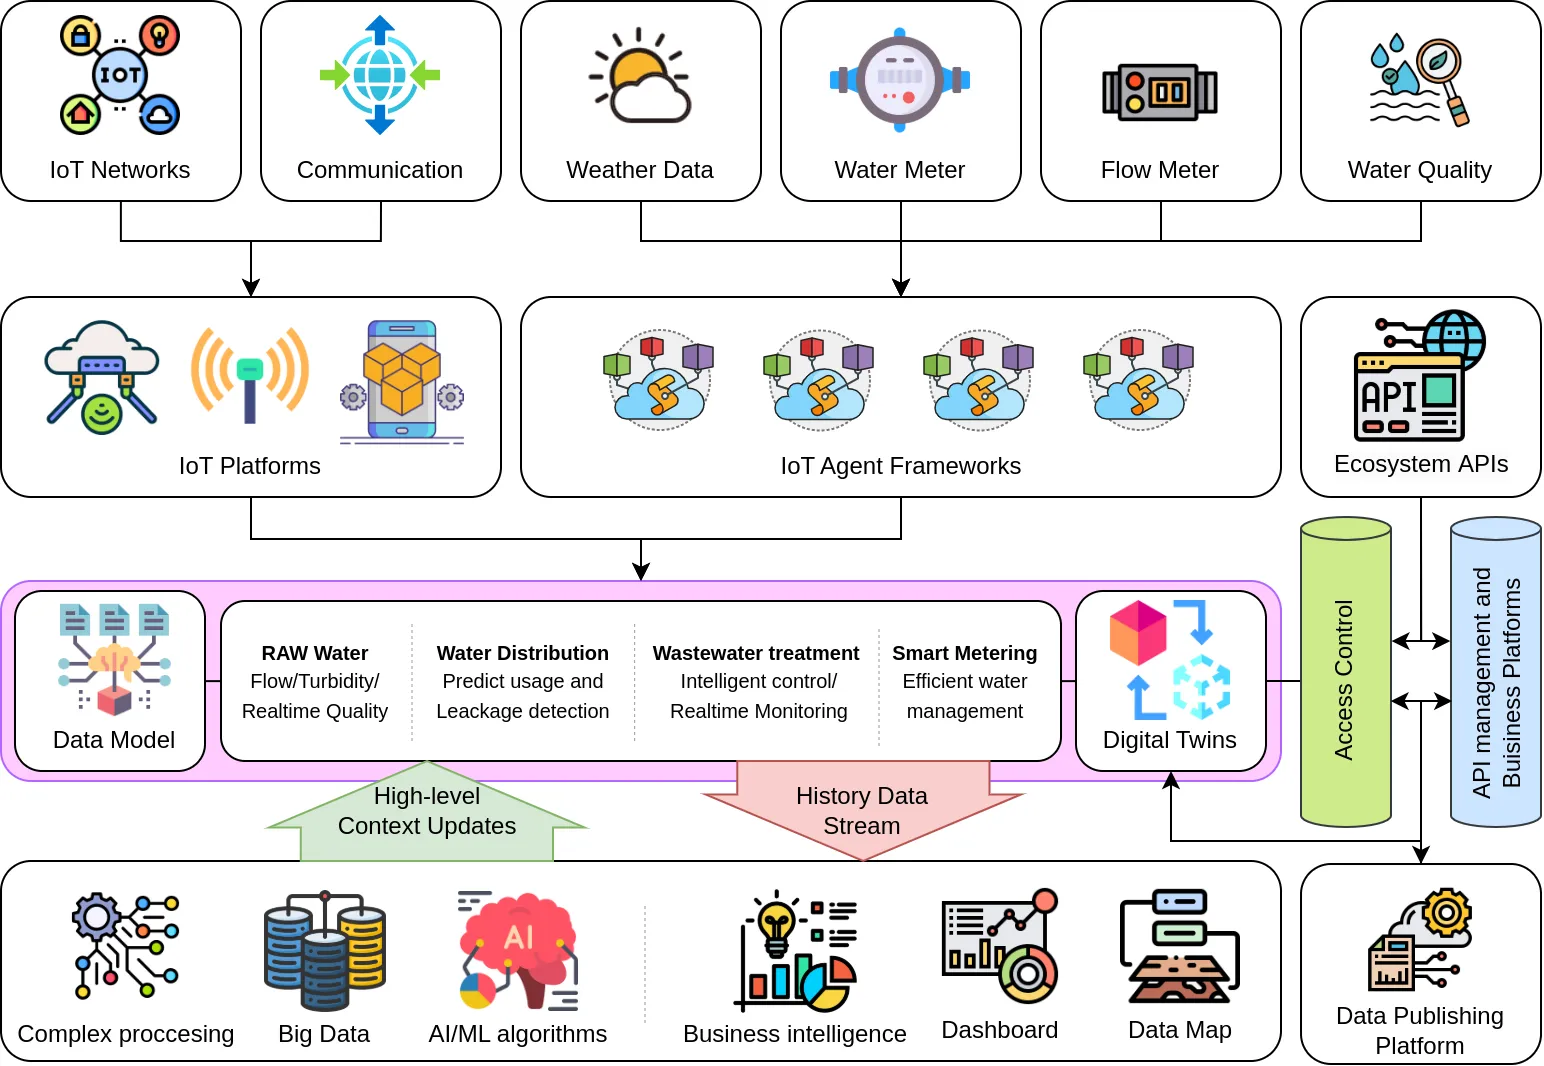 IOT
IoT Networks
Communication
Weather Data
Water Meter
Flow Meter
Water Quality
IoT Platforms
IoT Agent Frameworks
API
Ecosystem APIs
Data Model
RAW Water
Flow/Turbidity/
Realtime Quality
Water Distribution
Predict usage and
Leackage detection
Wastewater treatment
Intelligent control/
Realtime Monitoring
Smart Metering
Efficient water
management
Digital Twins
Access Control
API management and
Buisiness Platforms
High-level
Context Updates
History Data
Stream
Complex proccesing
Big Data
AI
AI/ML algorithms
Business intelligence
Dashboard
Data Map
Data Publishing
Platform